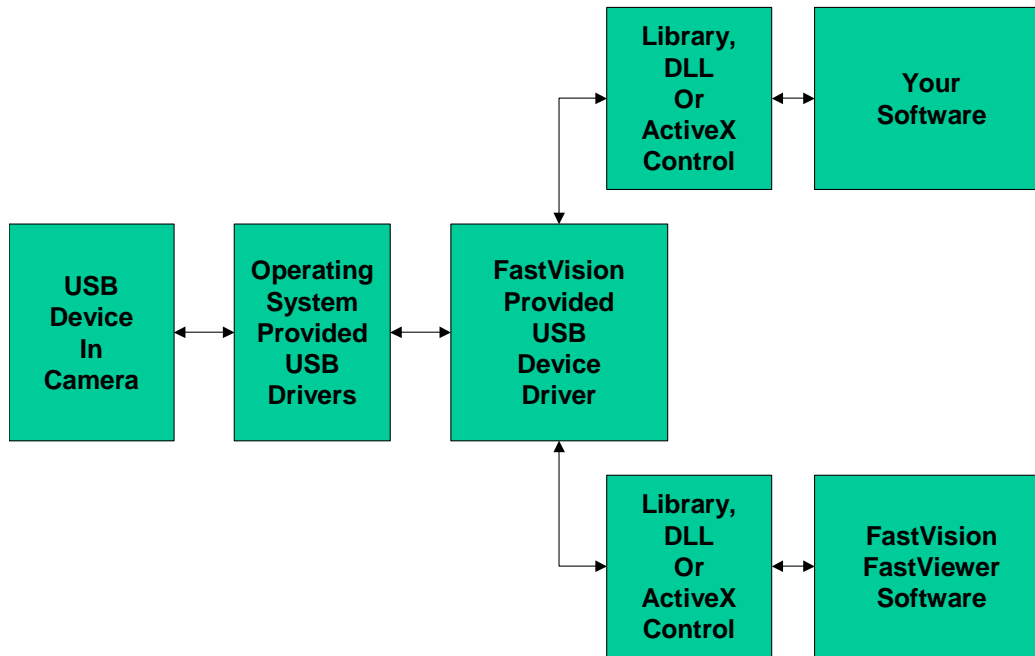 Library,
DLL
Or
ActiveX
Control
Your
Software
USB
Device
In
Camera
Operating
System
Provided
USB
Drivers
FastVision
Provided
USB
Device
Driver
Library,
DLL
Or
ActiveX
Control
FastVision
FastViewer
Software